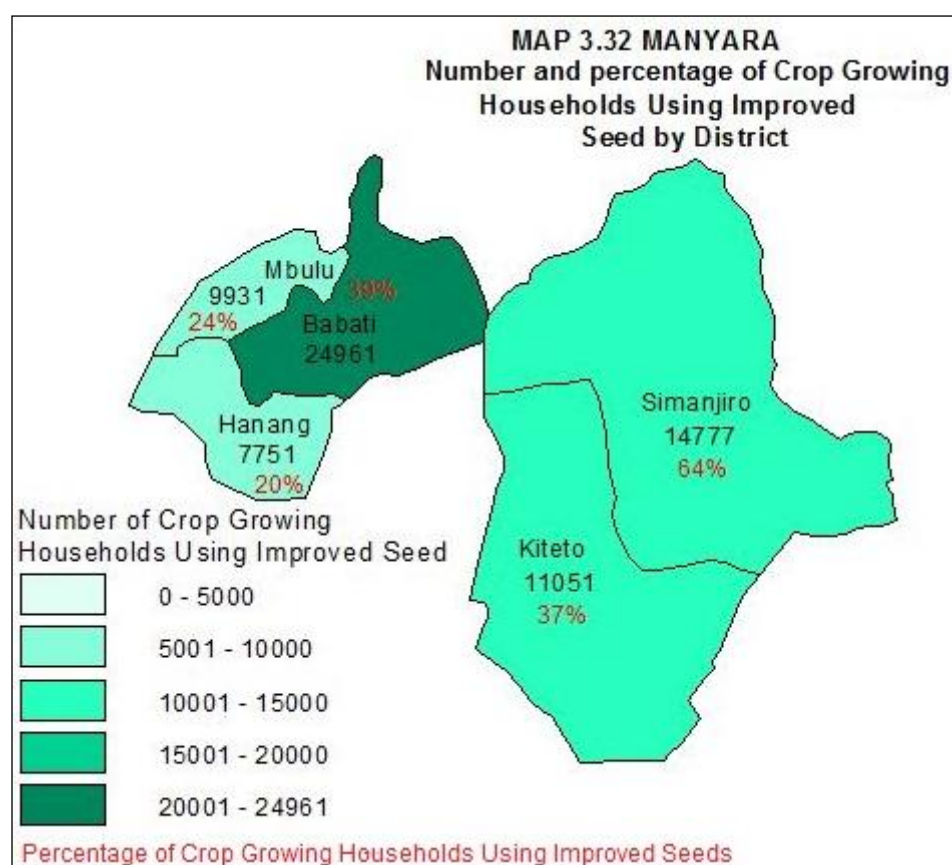 MAP 3.32 MANYARA
Number and percentage of Crop Growing
Households Using Improved
Seed by District
Mbulu
9931
24%
39%
Babati
24961
Hanang
7751
20%
Simanjiro
14777
64%
Kiteto
11051
37%
Number of Crop Growing
Households Using Improved Seed
0 - 5000
5001 - 10000
10001 - 15000
15001 - 20000
20001 - 24961
Percentage of Crop Growing Households Using Improved Seeds